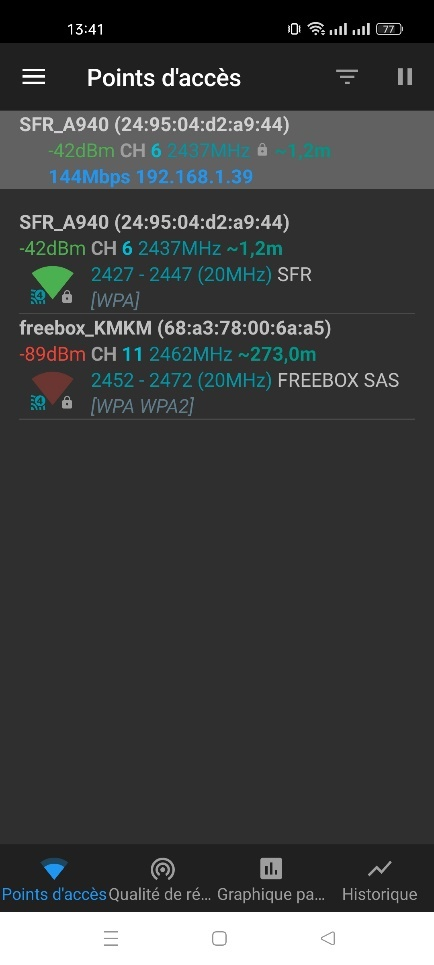 13:41
77
Points d'accès
SFR_A940 (24:95:04:d2:a9:44)
-42dBm CH 6 2437MHz ~1,2m
144Mbps 192.168.1.39
SFR_A940 (24:95:04:d2:a9:44)
-42dBm CH 6 2437MHz ~1,2m
2427 - 2447 (20MHz) SFR
4
[WPA]
freebox_KMKM (68:a3:78:00:6a:a5)
-89dBm CH 11 2462MHz ~273,0m
2452 - 2472 (20MHz) FREEBOX SAS
4
[WPA WPA2]
Points d'accès Qualité de ré... Graphique pa... Historique